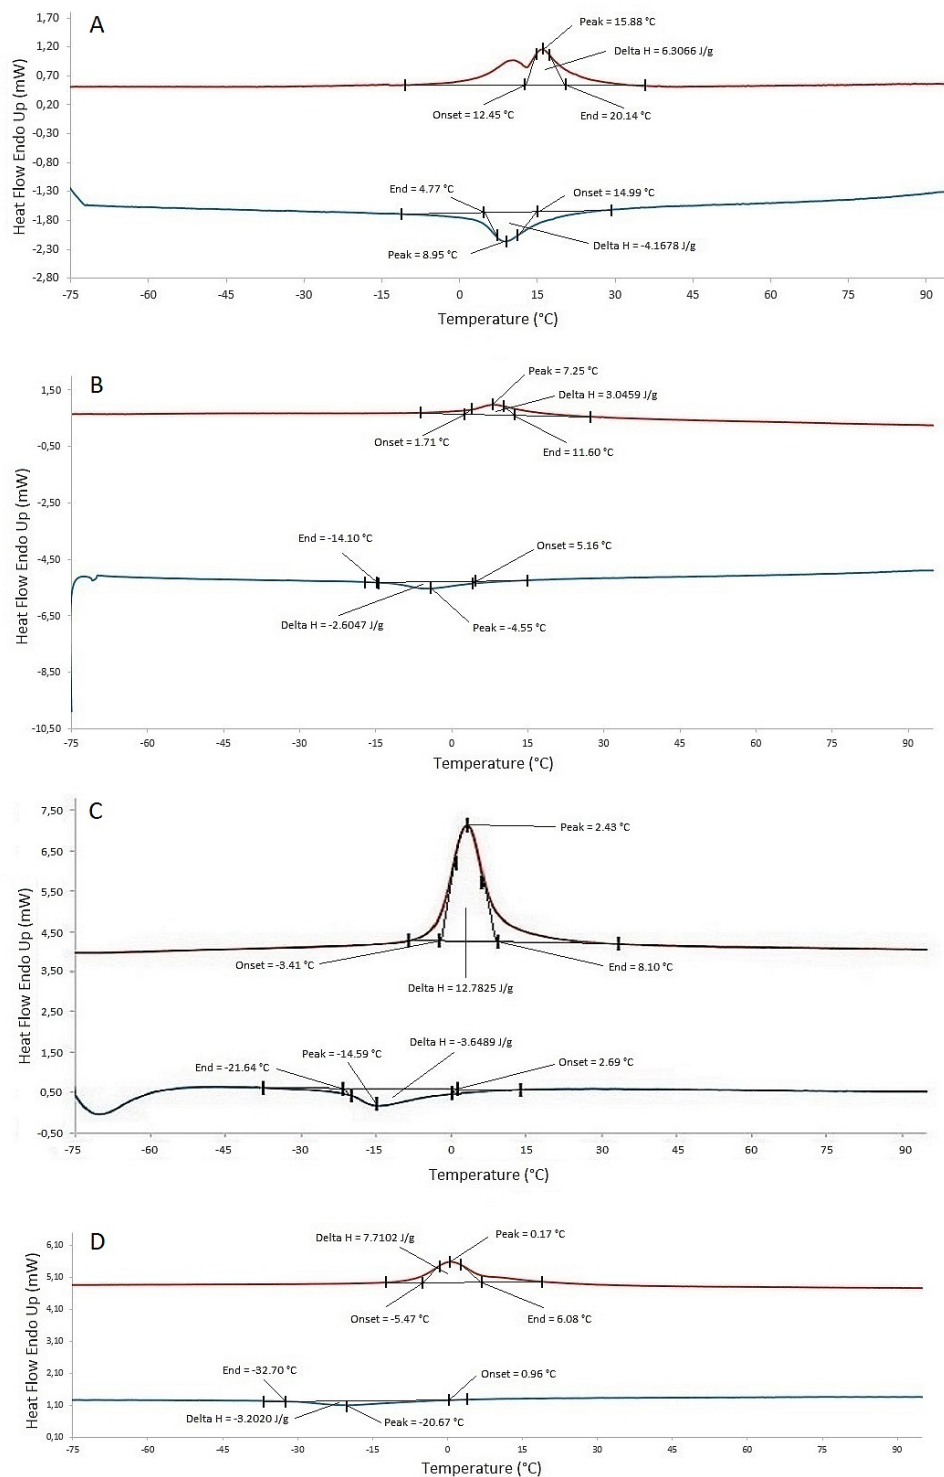 A
Peak = 15.88 °C
Delta H = 6.3066 J/g
Onset = 12.45 °C
End = 20.14 °C
End = 4.77 °C
Onset = 14.99 °C
Delta H = -4.1678 J/g
Peak = 8.95 °C
Heat Flow Endo Up (mW)
1,70
1,20
0,70
0,20
-0,30
-0,80
-1,30
-1,80
-2,30
-2,80
-75 -60 -45 -30 -15 0 15 30 45 60 75 90
Temperature (°C)
B
Peak = 7.25 °C
Delta H = 3.0459 J/g
Onset = 1.71 °C
End = 11.60 °C
End = -14.10 °C
Onset = 5.16 °C
Delta H = -2.6047 J/g
Peak = -4.55 °C
Heat Flow Endo Up (mW)
1,50
-0,50
-2,50
-4,50
-6,50
-8,50
-10,50
-75 -60 -45 -30 -15 0 15 30 45 60 75 90
Temperature (°C)
C
Peak = 2.43 °C
Onset = -3.41 °C
End = 8.10 °C
Delta H = 12.7825 J/g
Delta H = -3.6489 J/g
Peak = -14.59 °C
End = -21.64 °C
Onset = 2.69 °C
Heat Flow Endo Up (mW)
7,50
6,50
5,50
4,50
3,50
2,50
1,50
0,50
-0,50
-75 -60 -45 -30 -15 0 15 30 45 60 75 90
Temperature (°C)
D
Delta H = 7.7102 J/g
Peak = 0.17 °C
Onset = -5.47 °C
End = 6.08 °C
End = -32.70 °C
Onset = 0.96 °C
Delta H = -3.2020 J/g
Peak = -20.67 °C
Heat Flow Endo Up (mW)
6,10
5,10
4,10
3,10
2,10
1,10
0,10
-75 -60 -45 -30 -15 0 15 30 45 60 75 90
Temperature (°C)